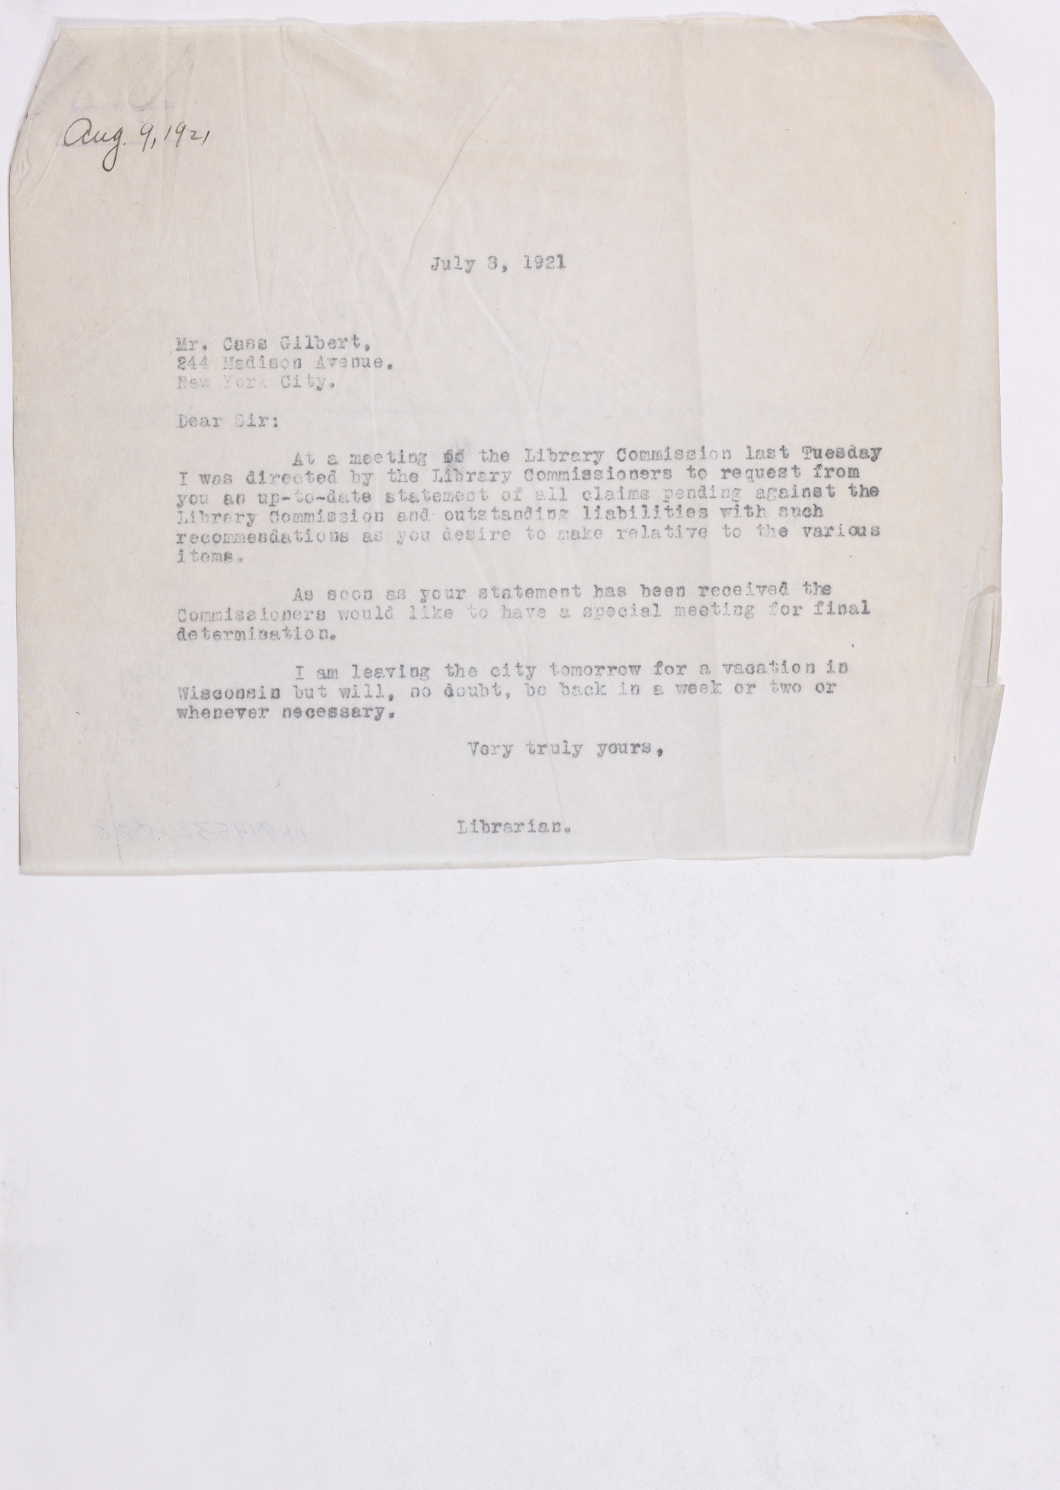 Aug. 9, 1921
July 8, 1921
Mr. Cass Gilbert,
244 Madison Avenue.
New York City.
Dear Sir:
At a meeting of the Library Commission last Tuesday
I was directed by the Library Commissioners to request from
you an up-to-date statement of all claims pending against the
Library Commission and outstanding liabilities with such
recommendations as you desire to make relative to the various
items.
As soon as your statement has been received the
Commissioners would like to have a special meeting for final
determination.
I am leaving the city tomorrow for a vacation in
Wisconsin but will, no doubt, be back in a week or two or
whenever necessary.
Very truly yours,
Librarian.